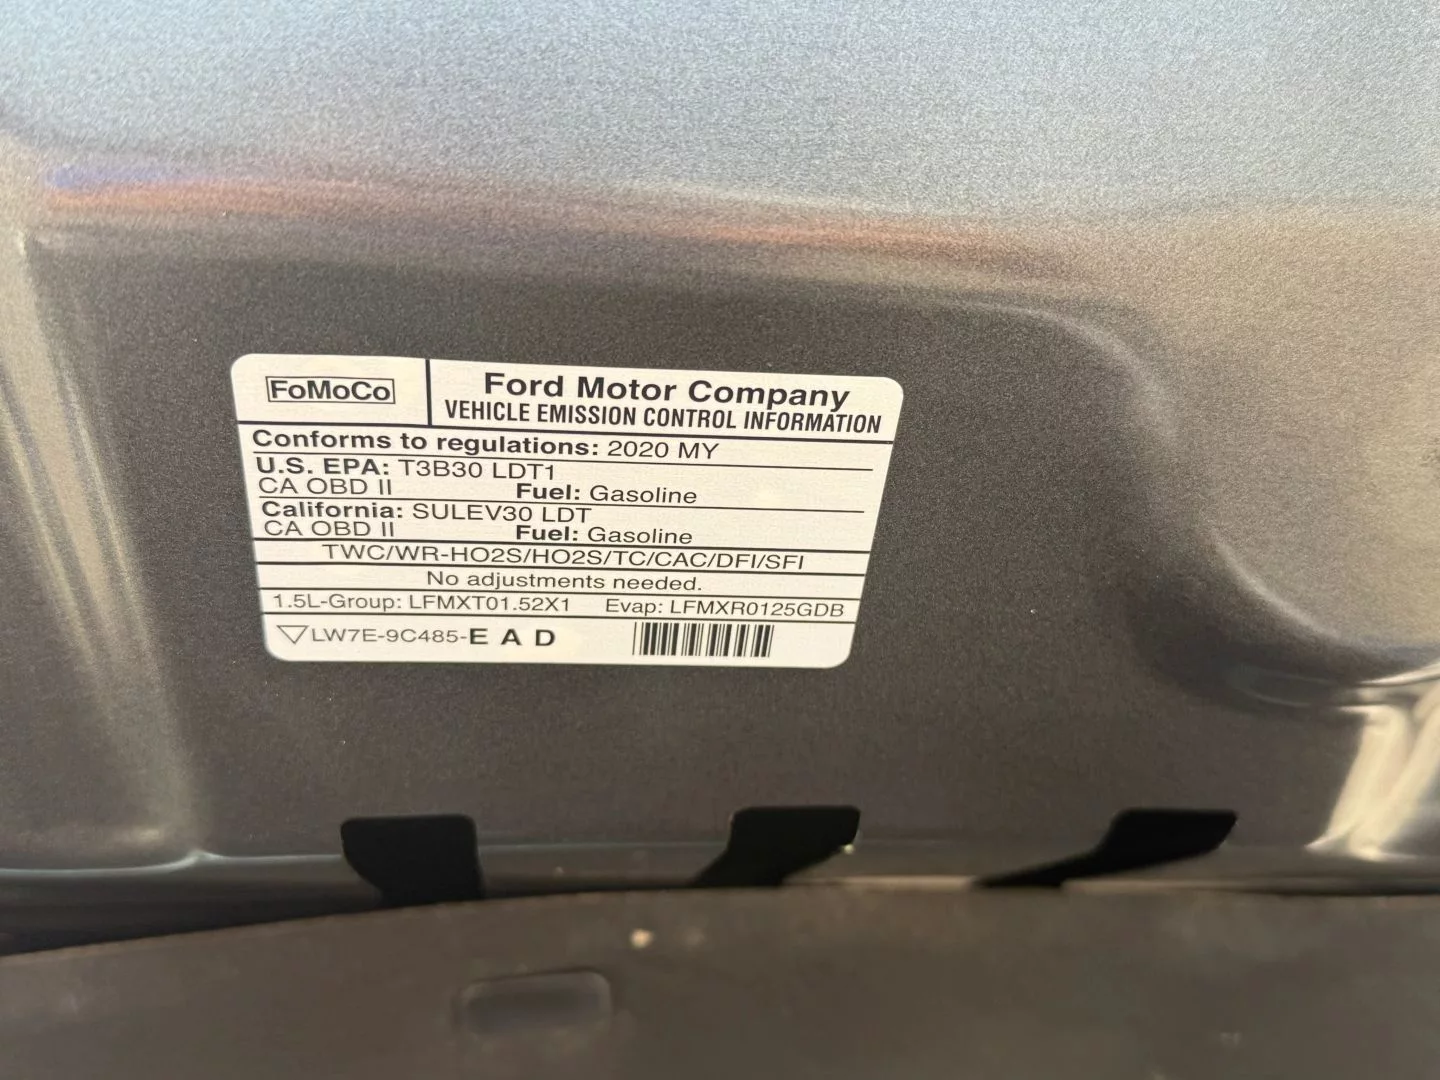 FoMoCo
Ford Motor Company
VEHICLE EMISSION CONTROL INFORMATION
Conforms to regulations: 2020 MY
U.S. EPA: T3B30 LDT1
CA OBD II Fuel: Gasoline
California: SULEV30 LDT
CA OBD II Fuel: Gasoline
TWC/WR-HO2S/HO2S/TC/CAC/DFI/SFI
No adjustments needed.
1.5L-Group: LFMXT01.52X1 Evap: LFMXR0125GDB
LW7E-9C485-E A D